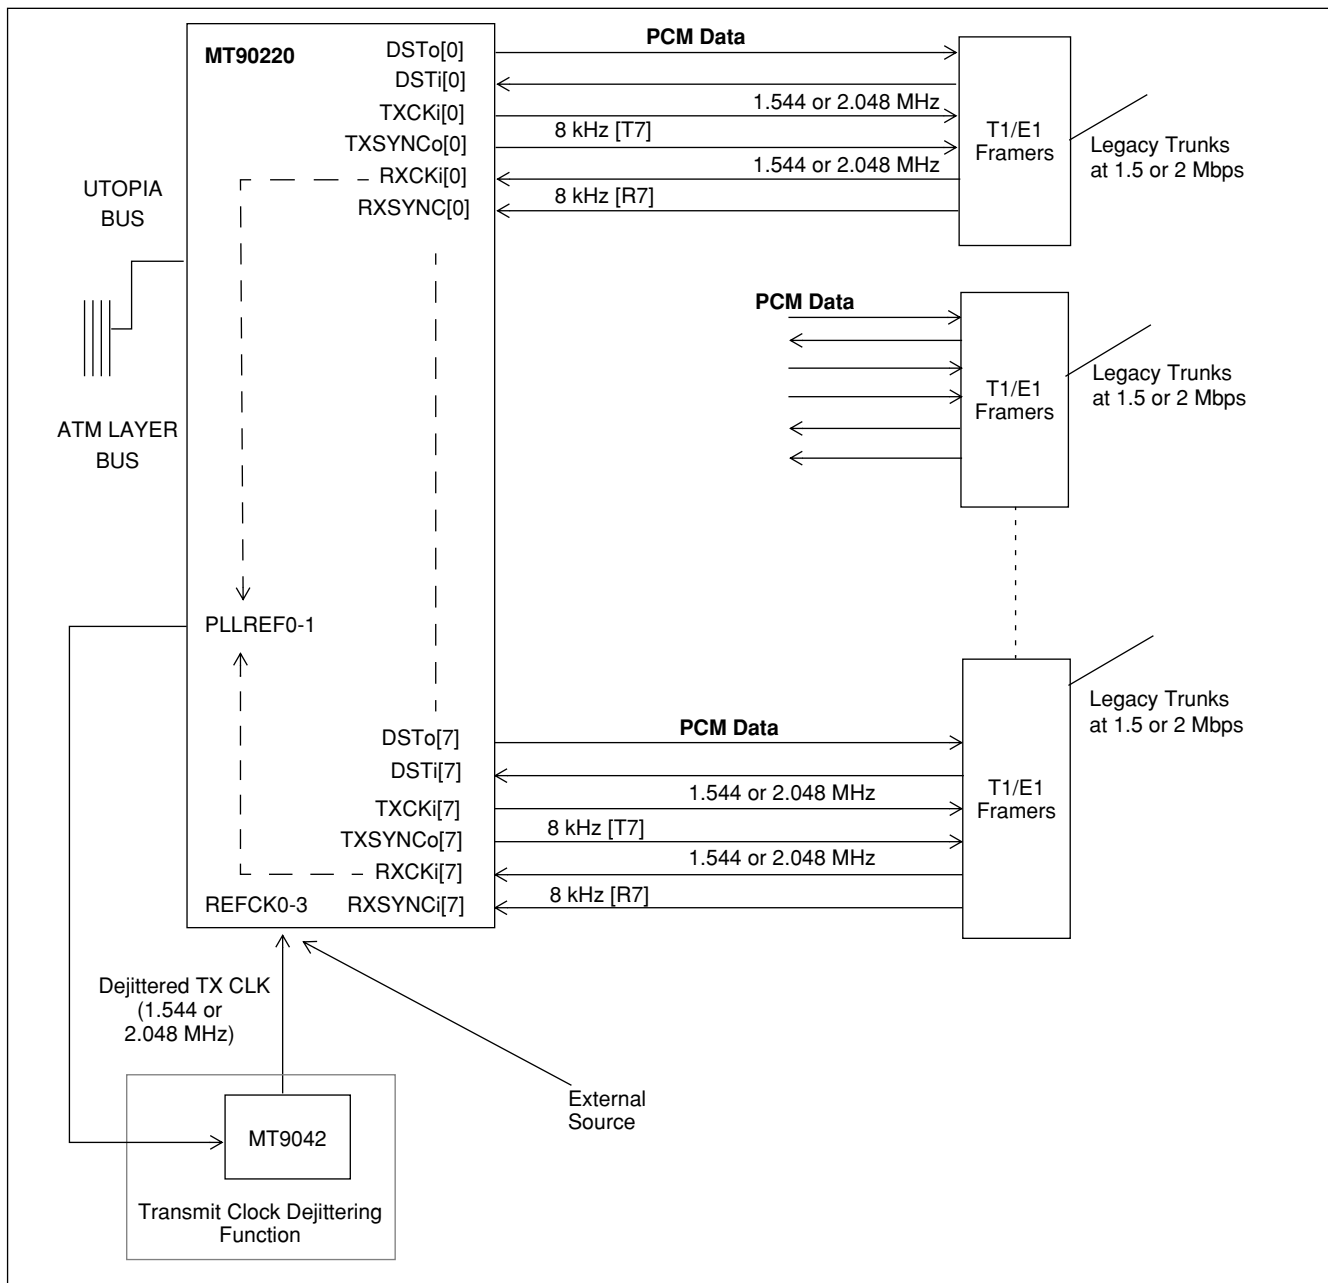 MT90220
DSTo[0]
DSTi[0]
TXCKi[0]
TXSYNCo[0]
RXCKi[0]
RXSYNC[0]
PCM Data
1.544 or 2.048 MHz
8 kHz [T7]
1.544 or 2.048 MHz
8 kHz [R7]
T1/E1
Framers
Legacy Trunks
at 1.5 or 2 Mbps
UTOPIA
BUS
ATM LAYER
BUS
PCM Data
T1/E1
Framers
Legacy Trunks
at 1.5 or 2 Mbps
PLLREF0-1
DSTo[7]
DSTi[7]
TXCKi[7]
TXSYNCo[7]
RXCKi[7]
REFCK0-3
RXSYNCi[7]
PCM Data
1.544 or 2.048 MHz
8 kHz [T7]
1.544 or 2.048 MHz
8 kHz [R7]
T1/E1
Framers
Legacy Trunks
at 1.5 or 2 Mbps
Dejittered TX CLK
(1.544 or
2.048 MHz)
External
Source
MT9042
Transmit Clock Dejittering
Function